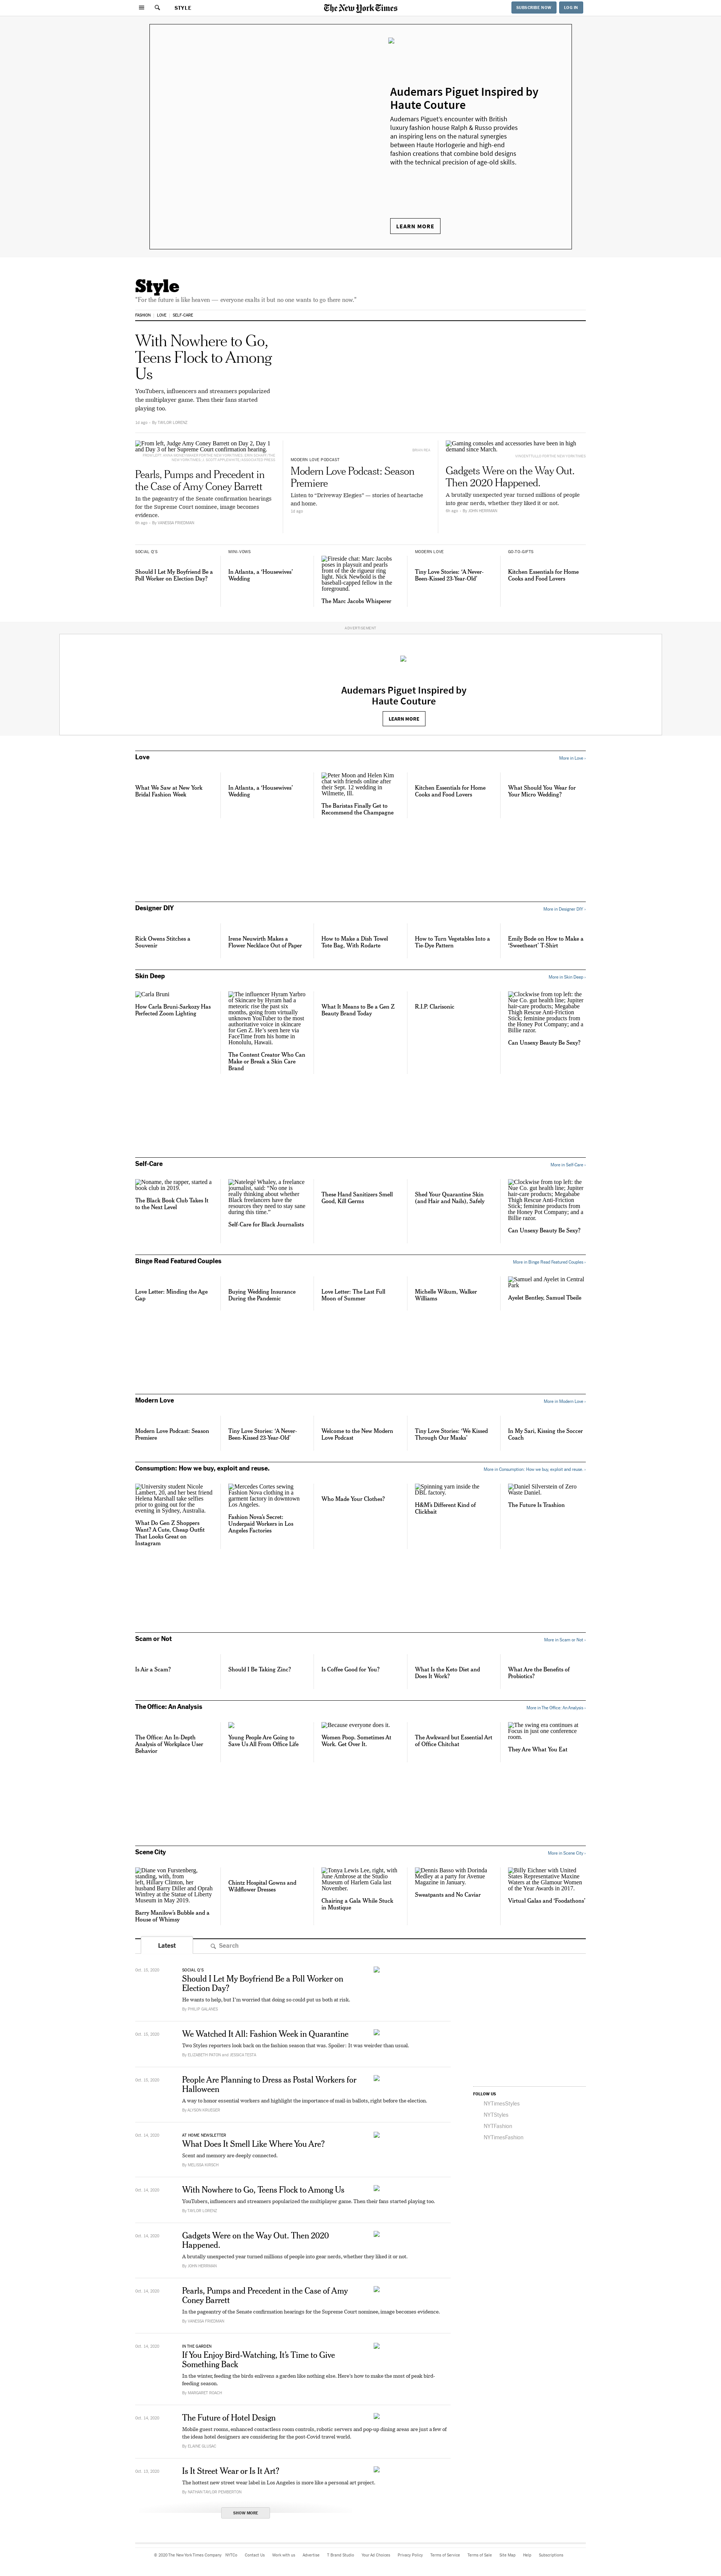 STYLE
The New York Times
SUBSCRIBE NOW
LOG IN
Audemars Piguet Inspired by
Haute Couture
Audemars Piguet's encounter with British
luxury fashion house Ralph & Russo provides
an inspiring lens on the natural synergies
between Haute Horlogerie and high-end
fashion creations that combine bold designs
with the technical precision of age-old skills.
LEARN MORE
Style
"For the future is like heaven — everyone exalts it but no one wants to go there now."
FASHION
LOVE
SELF-CARE
With Nowhere to Go,
Teens Flock to Among
Us
YouTubers, influencers and streamers popularized
the multiplayer game. Then their fans started
playing too.
1d ago · By TAYLOR LORENZ
From left, Judge Amy Coney Barrett on Day 2, Day 1
and Day 3 of her Supreme Court confirmation hearing.
Pearls, Pumps and Precedent in
the Case of Amy Coney Barrett
In the pageantry of the Senate confirmation hearings
for the Supreme Court nominee, image becomes
evidence.
By VANESSA FRIEDMAN
MODERN LOVE PODCAST
Modern Love Podcast: Season
Premiere
Listen to "Driveway Elegies" — stories of heartache
and home.
Gaming consoles and accessories have been in high
demand since March.
Gadgets Were on the Way Out.
Then 2020 Happened.
A brutally unexpected year turned millions of people
into gear nerds, whether they liked it or not.
By JOHN HERRMAN
SOCIAL Q'S
Should I Let My Boyfriend Be a
Poll Worker on Election Day?
MINI-VOWS
In Atlanta, a 'Housewives'
Wedding
Fireside chat: Marc Jacobs
poses in playsuit and pearls
front of the de rigueur ring
light. Nick Newbold is the
baseball-capped fellow in the
foreground.
The Marc Jacobs Whisperer
MODERN LOVE
Tiny Love Stories: 'A Never-
Been-Kissed 23-Year-Old'
GO-TO-GIFTS
Kitchen Essentials for Home
Cooks and Food Lovers
ADVERTISEMENT
Audemars Piguet Inspired by
Haute Couture
LEARN MORE
Love
More in Love ›
What We Saw at New York
Bridal Fashion Week
In Atlanta, a 'Housewives'
Wedding
Peter Moon and Helen Kim
chat with friends online after
their Sept. 12 wedding in
Wilmette, Ill.
The Baristas Finally Get to
Recommend the Champagne
Kitchen Essentials for Home
Cooks and Food Lovers
What Should You Wear for
Your Micro Wedding?
Designer DIY
More in Designer DIY ›
Rick Owens Stitches a
Souvenir
Irene Neuwirth Makes a
Flower Necklace Out of Paper
How to Make a Dish Towel
Tote Bag, With Rodarte
How to Turn Vegetables Into a
Tie-Dye Pattern
Emily Bode on How to Make a
'Sweetheart' T-Shirt
Skin Deep
More in Skin Deep ›
Carla Bruni
How Carla Bruni-Sarkozy Has
Perfected Zoom Lighting
The influencer Hyram Yarbro
of Skincare by Hyram had a
meteoric rise the past six
months, going from virtually
unknown YouTuber to the most
authoritative voice in skincare
for Gen Z. He's seen here via
FaceTime from his home in
Honolulu, Hawaii.
The Content Creator Who Can
Make or Break a Skin Care
Brand
What It Means to Be a Gen Z
Beauty Brand Today
R.I.P. Clarisonic
Clockwise from top left: the
Nue Co. gut health line; Jupiter
hair-care products; Megababe
Thigh Rescue Anti-Friction
Stick; feminine products from
the Honey Pot Company; and a
Billie razor.
Can Unsexy Beauty Be Sexy?
Self-Care
More in Self-Care ›
Noname, the rapper, started a
book club in 2019.
The Black Book Club Takes It
to the Next Level
Natelegé Whaley, a freelance
journalist, said: "No one is
really thinking about whether
Black freelancers have the
resources they need to stay sane
during this time."
Self-Care for Black Journalists
These Hand Sanitizers Smell
Good, Kill Germs
Shed Your Quarantine Skin
(and Hair and Nails), Safely
Clockwise from top left: the
Nue Co. gut health line; Jupiter
hair-care products; Megababe
Thigh Rescue Anti-Friction
Stick; feminine products from
the Honey Pot Company; and a
Billie razor.
Can Unsexy Beauty Be Sexy?
Binge Read Featured Couples
More in Binge Read Featured Couples ›
Love Letter: Minding the Age
Gap
Buying Wedding Insurance
During the Pandemic
Love Letter: The Last Full
Moon of Summer
Michelle Wikum, Walker
Williams
Samuel and Ayelet in Central
Park
Ayelet Bentley, Samuel Theile
Modern Love
More in Modern Love ›
Modern Love Podcast: Season
Premiere
Tiny Love Stories: 'A Never-
Been-Kissed 23-Year-Old'
Welcome to the New Modern
Love Podcast
Tiny Love Stories: 'We Kissed
Through Our Masks'
In My Sari, Kissing the Soccer
Coach
Consumption: How we buy, exploit and reuse.
More in Consumption: How we buy, exploit and reuse. ›
University student Nicole
Lambert, 20, and her best friend
Helena Marshall take selfies
prior to going out for the
evening in Sydney, Australia.
What Do Gen Z Shoppers
Want? A Cute, Cheap Outfit
That Looks Great on
Instagram
Mercedes Cortes sewing
Fashion Nova clothing in a
garment factory in downtown
Los Angeles.
Fashion Nova's Secret:
Underpaid Workers in Los
Angeles Factories
Who Made Your Clothes?
Spinning yarn inside the
DBL factory.
H&M's Different Kind of
Clickbait
Daniel Silverstein of Zero
Waste Daniel.
The Future Is Trashion
Scam or Not
More in Scam or Not ›
Is Air a Scam?
Should I Be Taking Zinc?
Is Coffee Good for You?
What Is the Keto Diet and
Does It Work?
What Are the Benefits of
Probiotics?
The Office: An Analysis
More in The Office: An Analysis ›
The Office: An In-Depth
Analysis of Workplace User
Behavior
Young People Are Going to
Save Us All From Office Life
Because everyone does it.
Women Poop. Sometimes At
Work. Get Over It.
The Awkward but Essential Art
of Office Chitchat
The swing era continues at
Focus in just one conference
room.
They Are What You Eat
Scene City
More in Scene City ›
Diane von Furstenberg,
standing, with, from
left, Hillary Clinton, her
husband Barry Diller and Oprah
Winfrey at the Statue of Liberty
Museum in May 2019.
Barry Manilow's Bubble and a
House of Whimsy
Chintz Hospital Gowns and
Wildflower Dresses
Tonya Lewis Lee, right, with
June Ambrose at the Studio
Museum of Harlem Gala last
November.
Chairing a Gala While Stuck
in Mustique
Dennis Basso with Dorinda
Medley at a party for Avenue
Magazine in January.
Sweatpants and No Caviar
Billy Eichner with United
States Representative Maxine
Waters at the Glamour Women
of the Year Awards in 2017.
Virtual Galas and 'Foodathons'
Latest
Search
Oct. 15, 2020
SOCIAL Q'S
Should I Let My Boyfriend Be a Poll Worker on
Election Day?
He wants to help, but I'm worried that doing so could put us both at risk.
By PHILIP GALANES
Oct. 15, 2020
We Watched It All: Fashion Week in Quarantine
Two Styles reporters look back on the fashion season that was. Spoiler: It was weirder than usual.
By ELIZABETH PATON and JESSICA TESTA
Oct. 15, 2020
People Are Planning to Dress as Postal Workers for
Halloween
A way to honor essential workers and highlight the importance of mail in ballots, right before the election.
By ALYSON KRUEGER
Oct. 14, 2020
AT HOME NEWSLETTER
What Does It Smell Like Where You Are?
Scent and memory are deeply connected.
By MELISSA KIRSCH
Oct. 14, 2020
With Nowhere to Go, Teens Flock to Among Us
YouTubers, influencers and streamers popularized the multiplayer game. Then their fans started playing too.
By TAYLOR LORENZ
Oct. 14, 2020
Gadgets Were on the Way Out. Then 2020
Happened.
A brutally unexpected year turned millions of people into gear nerds, whether they liked it or not.
By JOHN HERRMAN
Oct. 14, 2020
Pearls, Pumps and Precedent in the Case of Amy
Coney Barrett
In the pageantry of the Senate confirmation hearings for the Supreme Court nominee, image becomes evidence.
By VANESSA FRIEDMAN
Oct. 14, 2020
IN THE GARDEN
If You Enjoy Bird-Watching, It's Time to Give
Something Back
In the winter, feeding the birds enlivens a garden like nothing else. Here's how to make the most of peak bird-
feeding season.
By MARGARET ROACH
Oct. 14, 2020
The Future of Hotel Design
Mobile guest rooms, enhanced contactless room controls, robotic servers and pop-up dining areas are just a few of
the ideas hotel designers are considering for the post-Covid travel world.
By ELAINE GLUSAC
Oct. 13, 2020
Is It Street Wear or Is It Art?
The hottest new street wear label in Los Angeles is more like a personal art project.
By NATHAN TAYLOR PEMBERTON
SHOW MORE
FOLLOW US
NYTimesStyles
NYTStyles
NYTFashion
NYTimesFashion
© 2020 The New York Times Company
NYTCo
Contact Us
Work with us
Advertise
T Brand Studio
Your Ad Choices
Privacy Policy
Terms of Service
Terms of Sale
Site Map
Help
Subscriptions